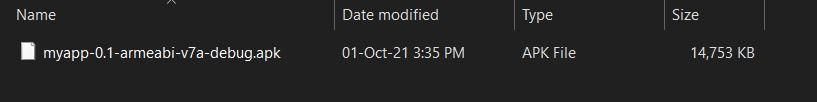 Name Date modified Type Size
myapp-0.1-armeabi-v7a-debug.apk 01-Oct-21 3:35 PM APK File 14,753 KB